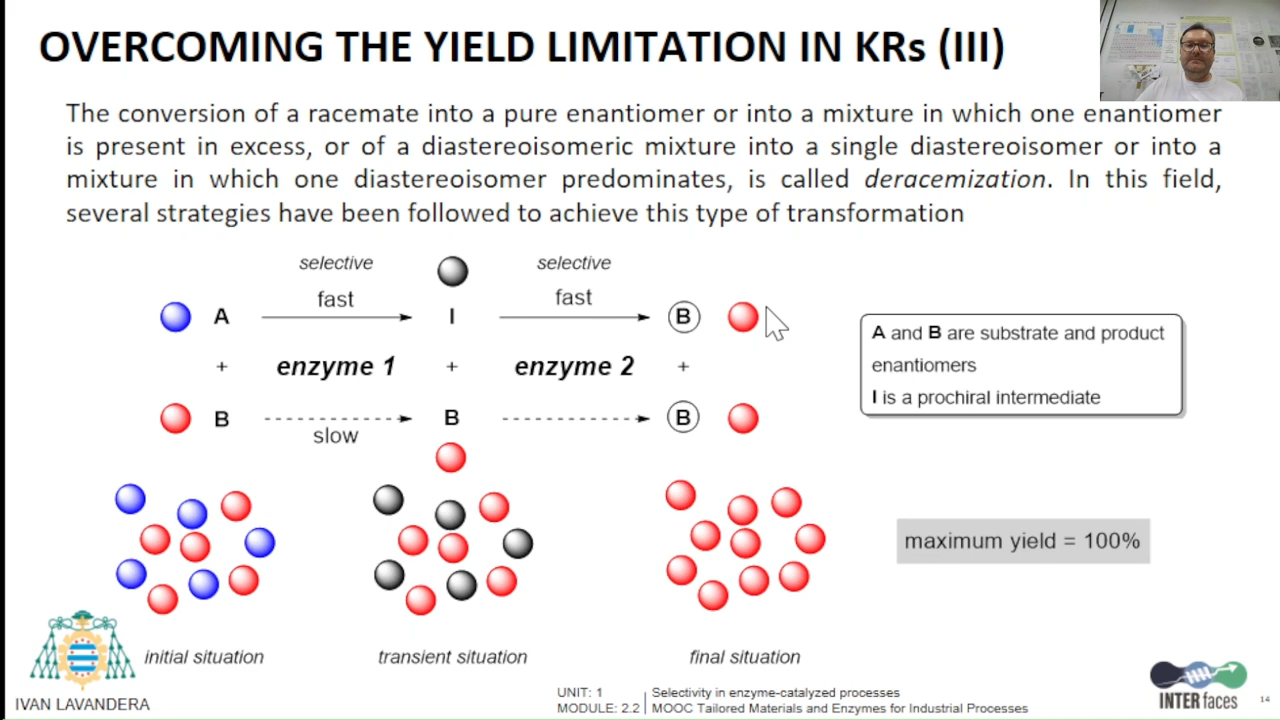 OVERCOMING THE YIELD LIMITATION IN KRs (III)
The conversion of a racemate into a pure enantiomer or into a mixture in which one enantiomer
is present in excess, or of a diastereoisomeric mixture into a single diastereoisomer or into a
mixture in which one diastereoisomer predominates, is called deracemization. In this field,
several strategies have been followed to achieve this type of transformation
selective selective
fast fast
A I B
+ enzyme 1 + enzyme 2 +
B B B
slow
A and B are substrate and product
enantiomers
I is a prochiral intermediate
maximum yield = 100%
initial situation transient situation final situation
IVAN LAVANDERA
UNIT: 1 Selectivity in enzyme-catalyzed processes
MODULE: 2.2 MOOC Tailored Materials and Enzymes for Industrial Processes
INTERfaces
14